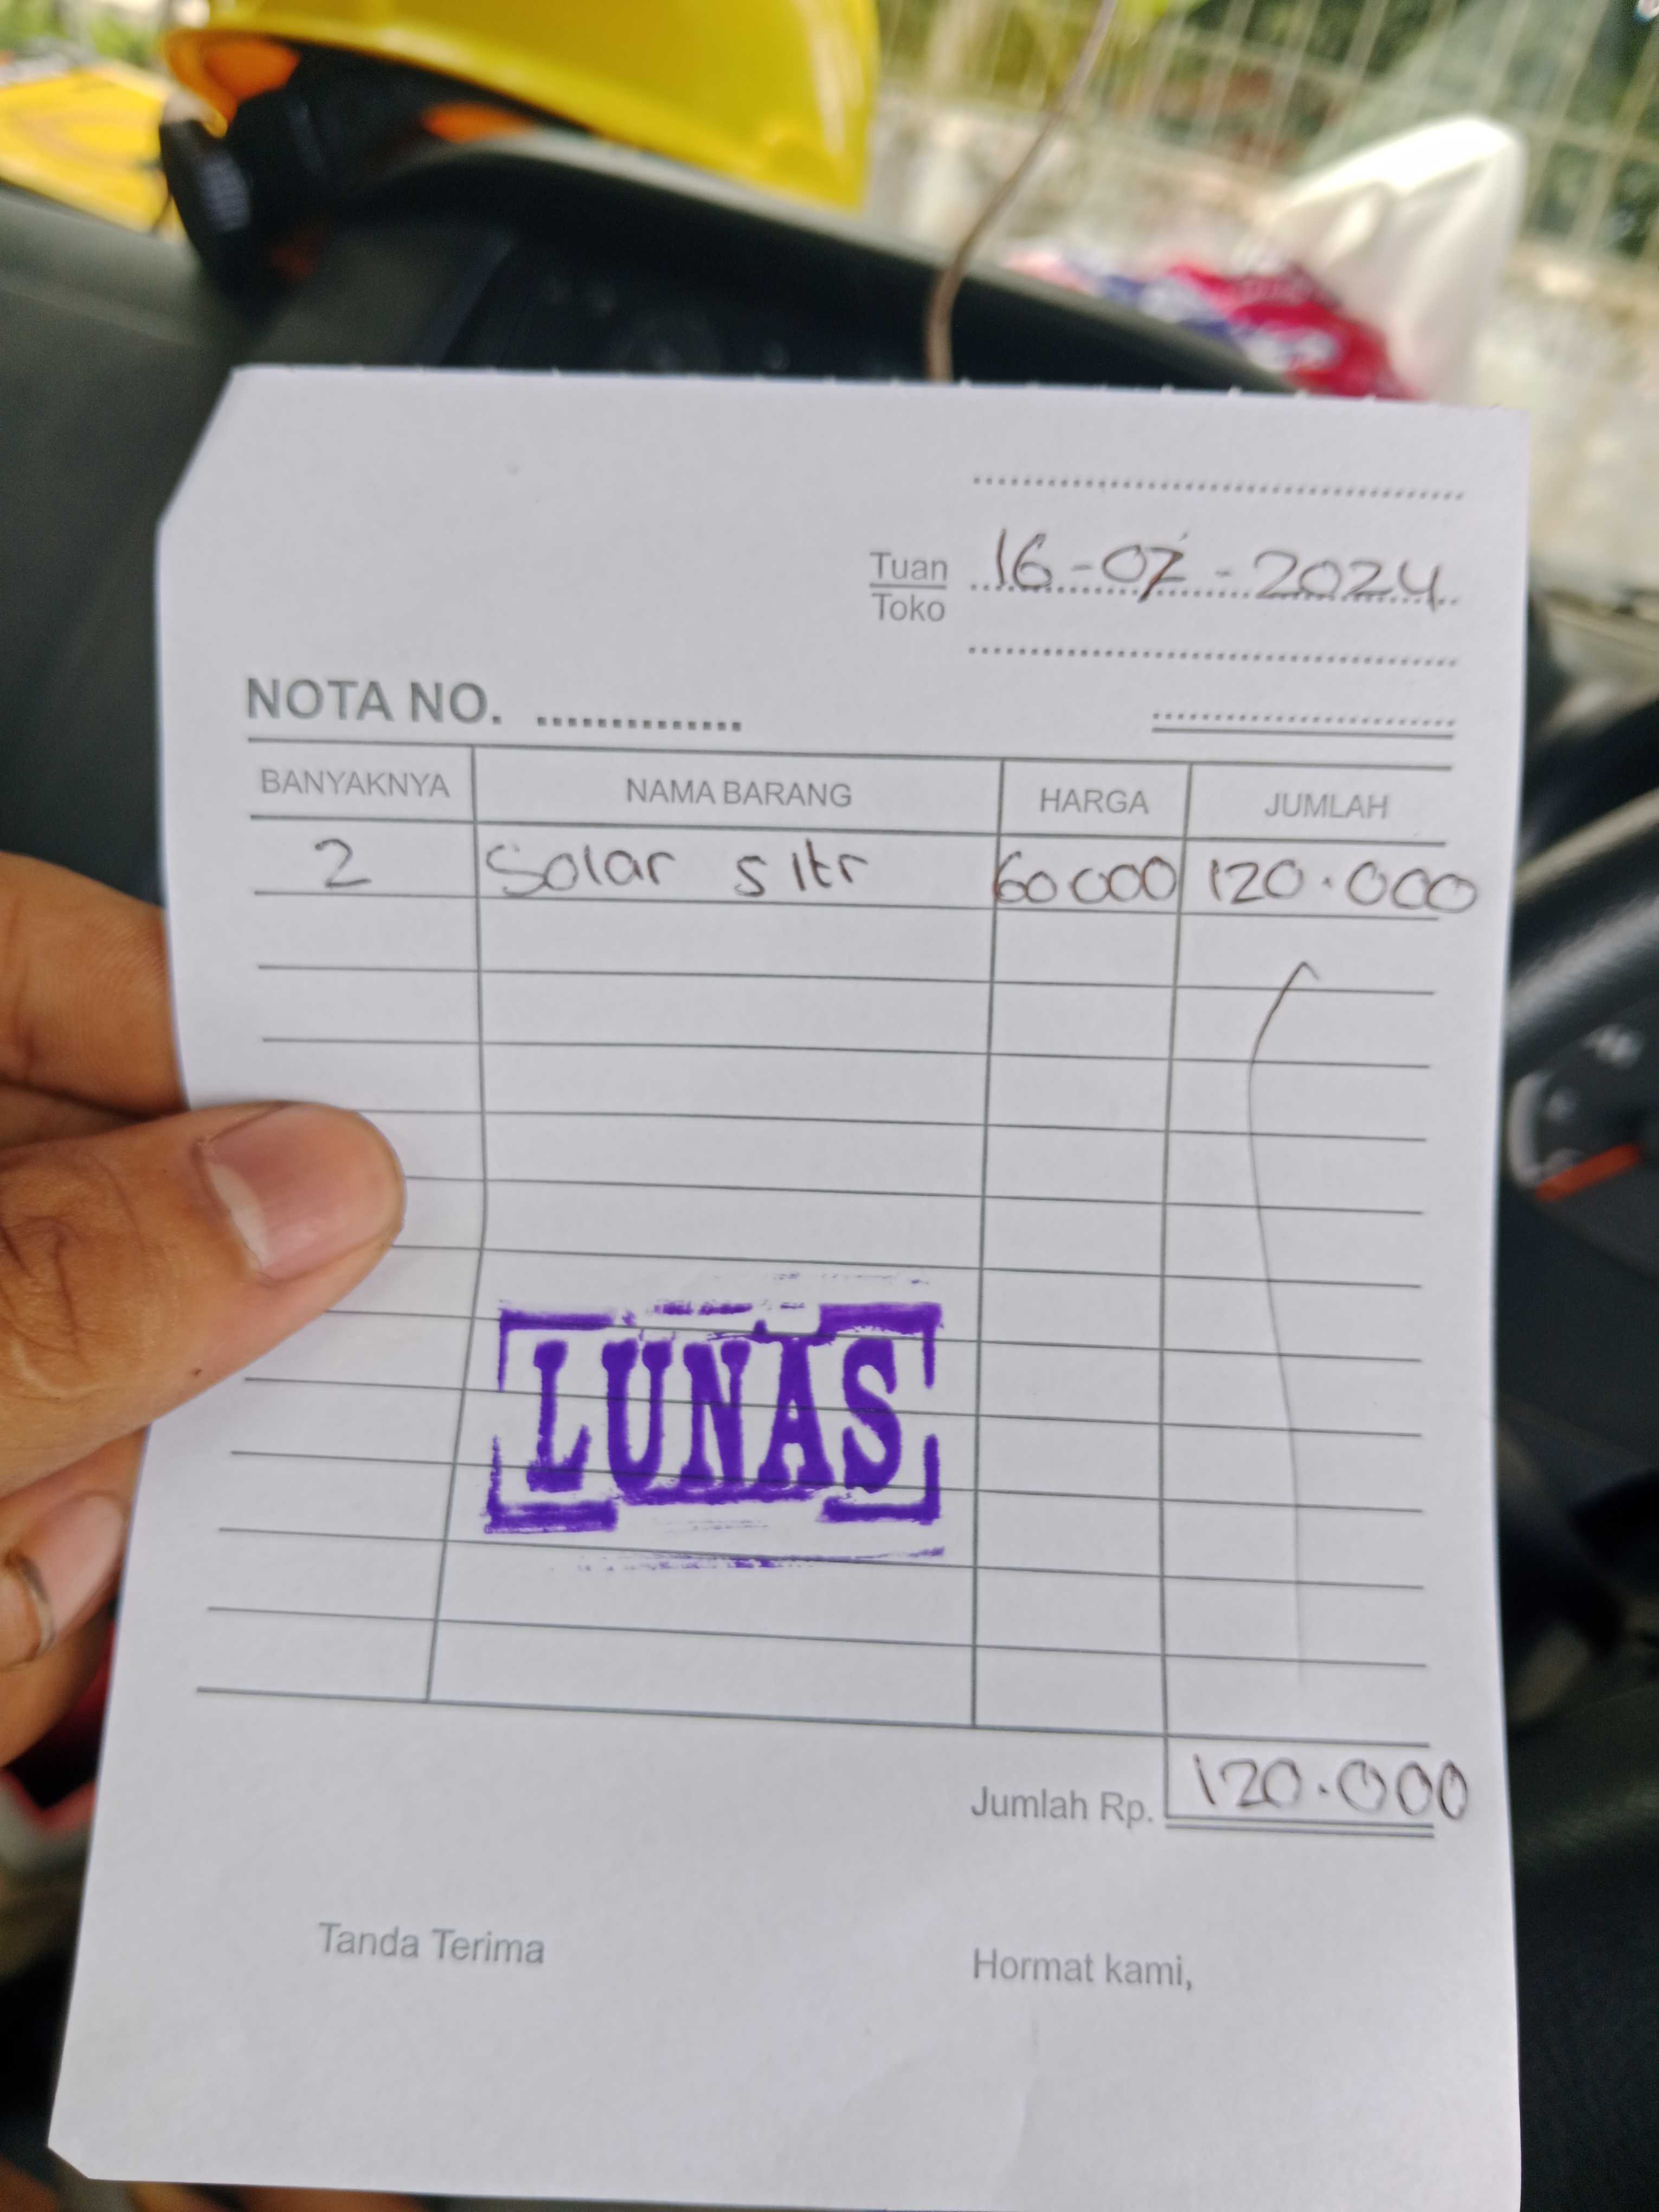 Tuan 16-07-2024
Toko
NOTA NO.
BANYAKNYA NAMA BARANG HARGA JUMLAH
2 Solar 5 ltr 60000 120.000
LUNAS
Jumlah Rp. 120.000
Tanda Terima Hormat kami,